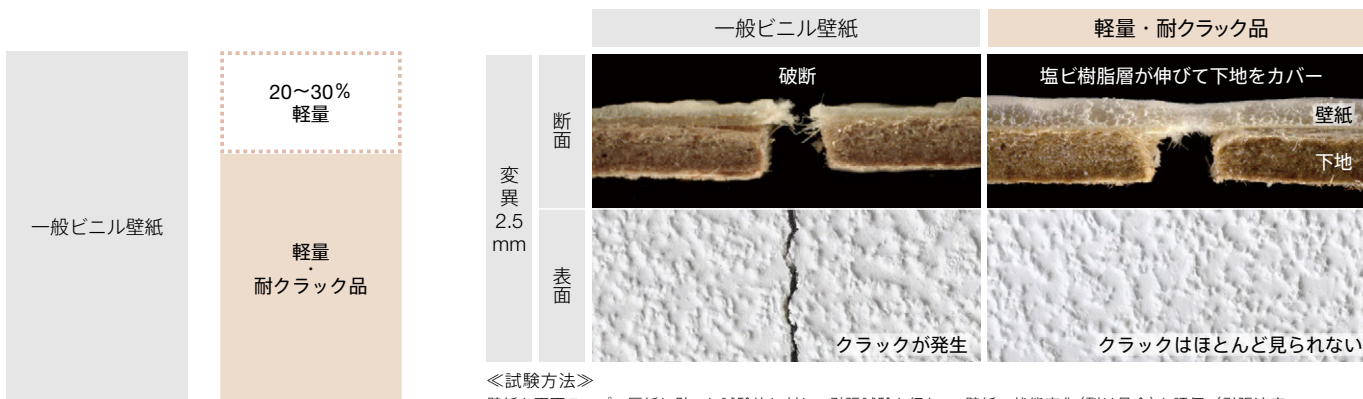 一般ビニル壁紙
20〜30%
軽量
軽量
・
耐クラック品
一般ビニル壁紙
軽量・耐クラック品
変異
2.5
mm
断面
破断
塩ビ樹脂層が伸びて下地をカバー
壁紙
下地
表面
クラックが発生
クラックはほとんど見られない
≪試験方法≫